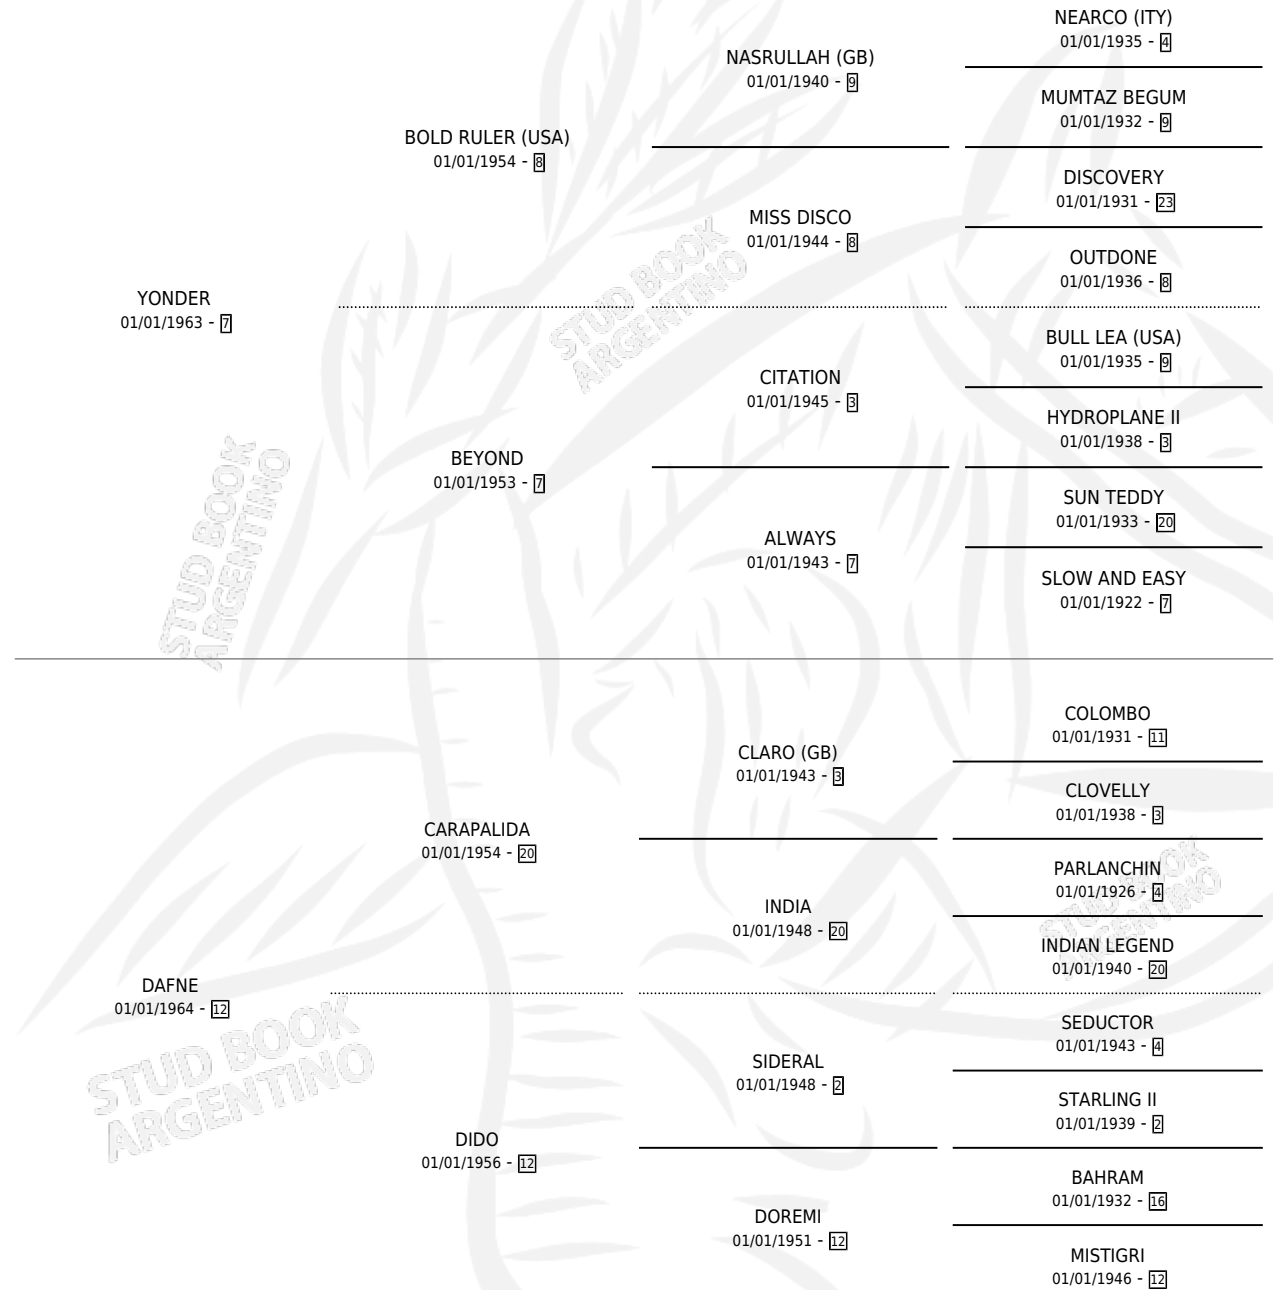 NEARCO (ITY)
01/01/1935 - 4
NASRULLAH (GB)
01/01/1940 - 9
MUMTAZ BEGUM
01/01/1932 - 9
BOLD RULER (USA)
01/01/1954 - 8
DISCOVERY
01/01/1931 - 23
MISS DISCO
01/01/1944 - 8
OUTDONE
01/01/1936 - 8
YONDER
01/01/1963 - 7
BULL LEA (USA)
01/01/1935 - 9
CITATION
01/01/1945 - 3
HYDROPLANE II
01/01/1938 - 3
BEYOND
01/01/1953 - 7
SUN TEDDY
01/01/1933 - 20
ALWAYS
01/01/1943 - 7
SLOW AND EASY
01/01/1922 - 7
COLOMBO
01/01/1931 - 11
CLARO (GB)
01/01/1943 - 3
CLOVELLY
01/01/1938 - 3
CARAPALIDA
01/01/1954 - 20
PARLANCHIN
01/01/1926 - 4
INDIA
01/01/1948 - 20
INDIAN LEGEND
01/01/1940 - 20
DAFNE
01/01/1964 - 12
SEDUCTOR
01/01/1943 - 4
SIDERAL
01/01/1948 - 2
STARLING II
01/01/1939 - 2
DIDO
01/01/1956 - 12
BAHRAM
01/01/1932 - 16
DOREMI
01/01/1951 - 12
MISTIGRI
01/01/1946 - 12
STUD BOOK
ARGENTINO
STUD BOOK
ARGENTINO
STUD BOOK
ARGENTINO
STUD BOOK
ARGENTINO